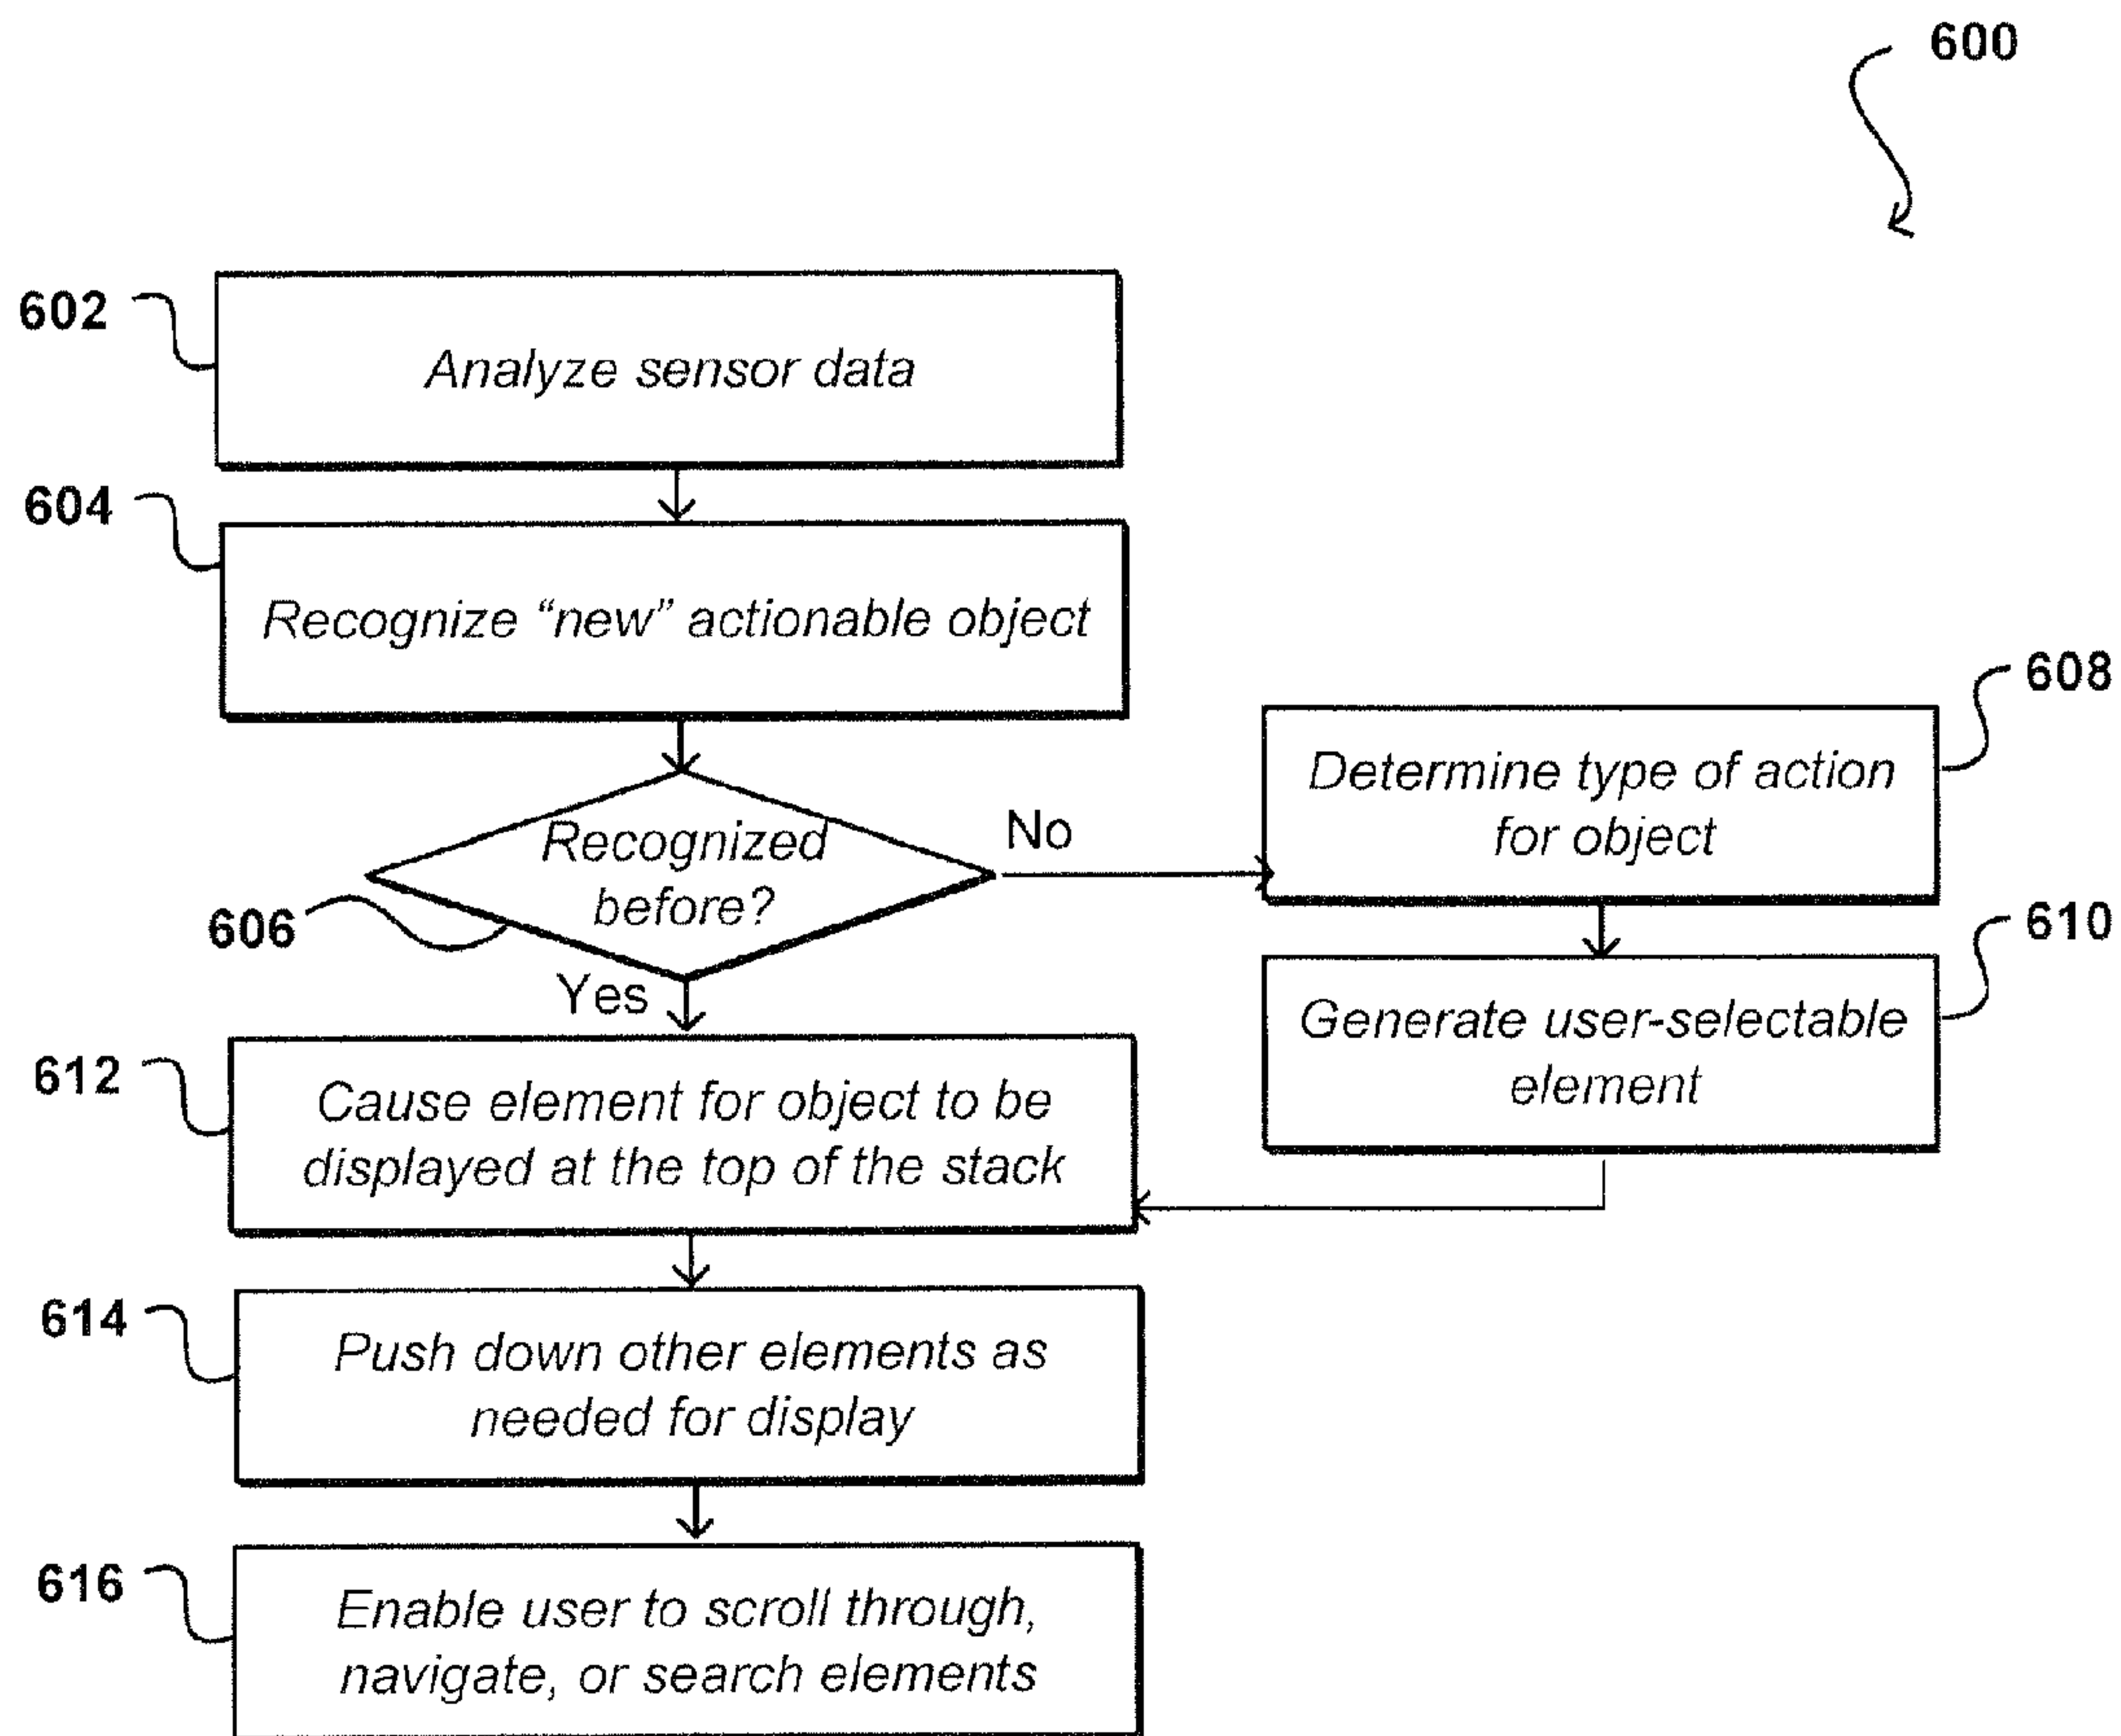 600
602
Analyze sensor data
604
Recognize “new” actionable object
606
Recognized
before?
No
Yes
608
Determine type of action
for object
610
Generate user-selectable
element
612
Cause element for object to be
displayed at the top of the stack
614
Push down other elements as
needed for display
616
Enable user to scroll through,
navigate, or search elements